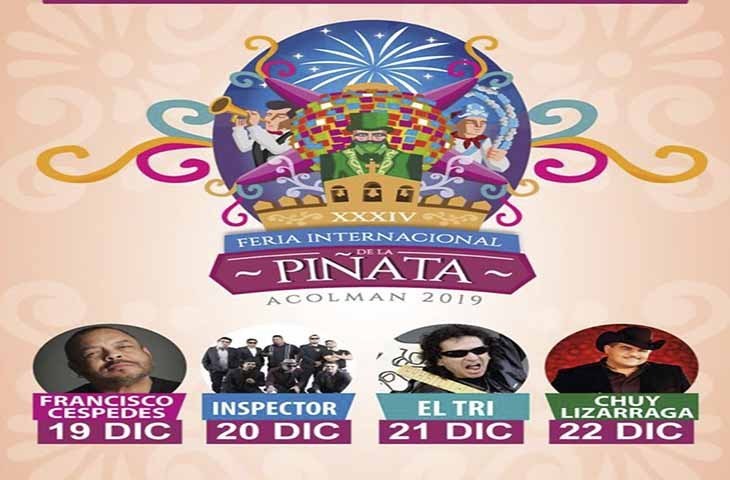 XXXIV
FERIA INTERNACIONAL
DE LA
~ PIÑATA ~
ACOLMAN 2019
FRANCISCO
CESPEDES
19 DIC
INSPECTOR
20 DIC
EL TRI
21 DIC
CHUY
LIZARRAGA
22 DIC